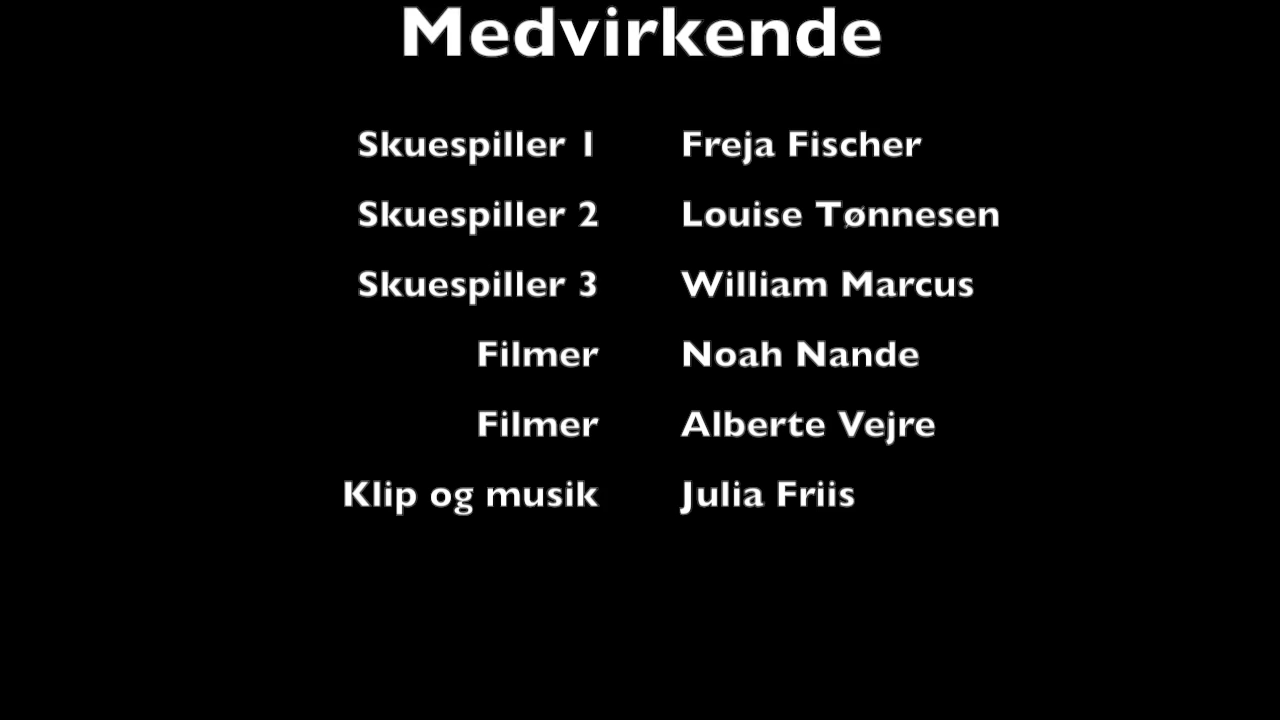 Medvirkende
Skuespiller 1 Freja Fischer
Skuespiller 2 Louise Tønnesen
Skuespiller 3 William Marcus
Filmer Noah Nande
Filmer Alberte Vejre
Klip og musik Julia Friis